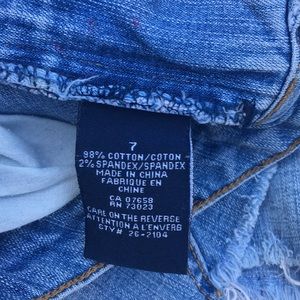 7
98% COTTON/COTON
2% SPANDEX/SPANDEX
MADE IN CHINA
FABRIQUE EN
CHINE
CA 07658
RN 73023
CARE ON THE REVERSE
ATTENTION A L'ENVERS
CTY# 26-2104